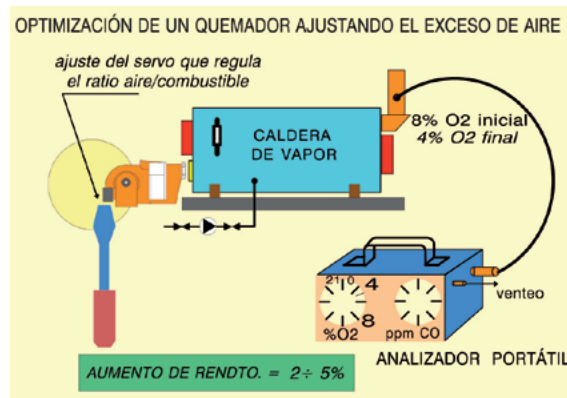 OPTIMIZACIÓN DE UN QUEMADOR AJUSTANDO EL EXCESO DE AIRE
ajuste del servo que regula
el ratio aire/combustible
CALDERA
DE VAPOR
8% O2 inicial
4% O2 final
21 0 4
8
%O2
ppm CO
venteo
ANALIZADOR PORTÁTIL
AUMENTO DE RENDTO. = 2÷ 5%